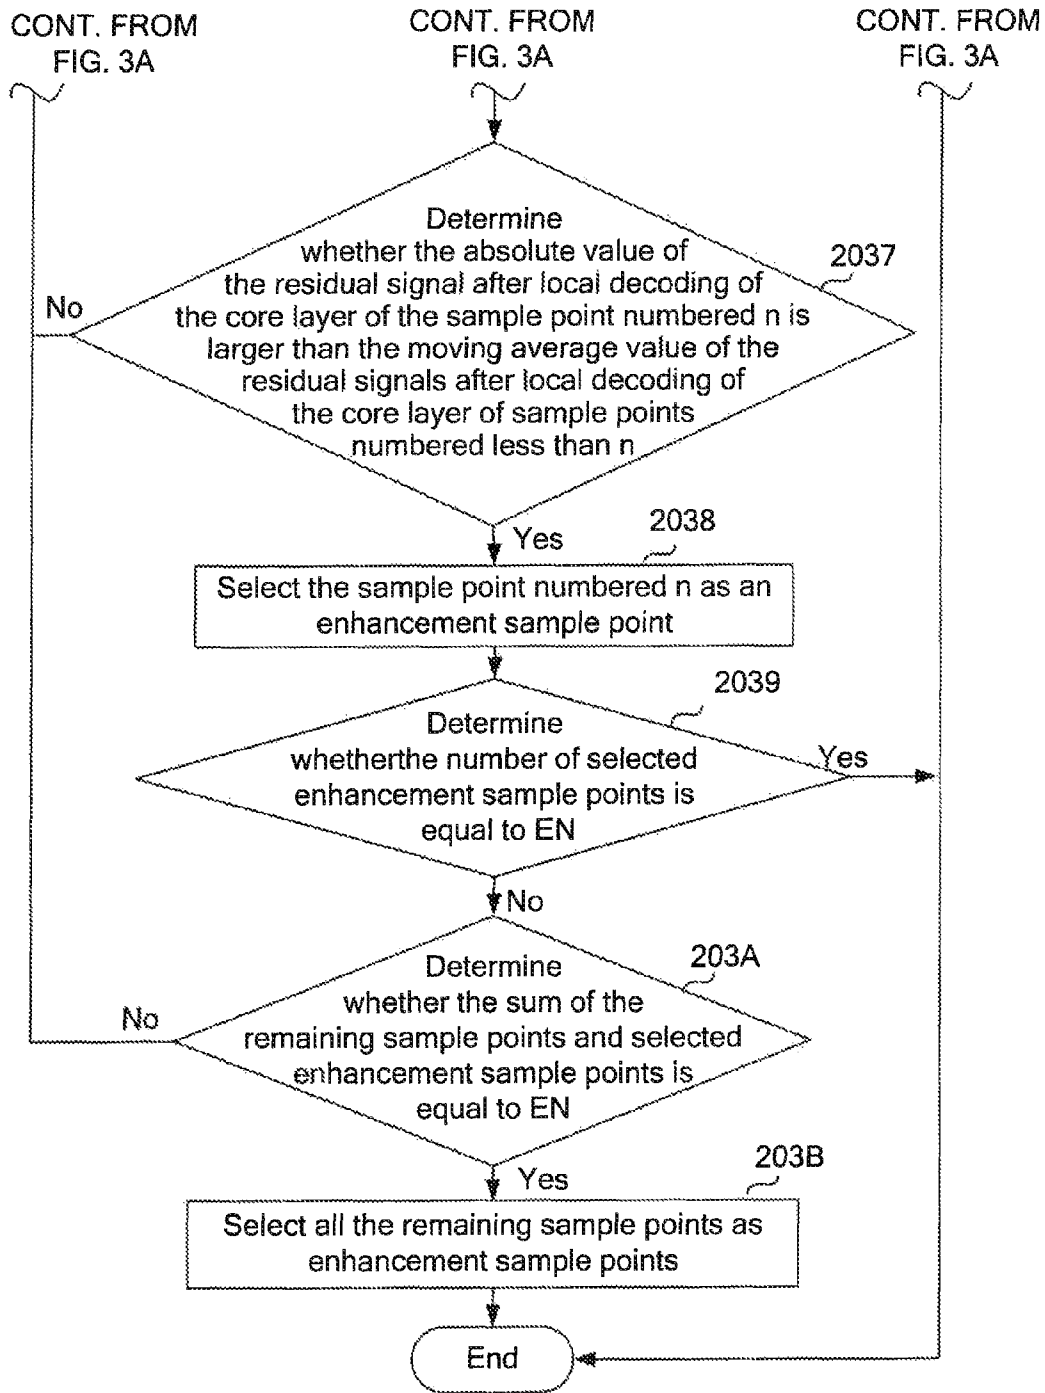 CONT. FROM
FIG. 3A
CONT. FROM
FIG. 3A
CONT. FROM
FIG. 3A
Determine
whether the absolute value of
the residual signal after local decoding of
the core layer of the sample point numbered n is
larger than the moving average value of the
residual signals after local decoding of
the core layer of sample points
numbered less than n
2037
No
Yes
2038
Select the sample point numbered n as an
enhancement sample point
2039
Determine
whetherthe number of selected
enhancement sample points is
equal to EN
Yes
No
203A
Determine
whether the sum of the
remaining sample points and selected
enhancement sample points is
equal to EN
No
Yes
203B
Select all the remaining sample points as
enhancement sample points
End